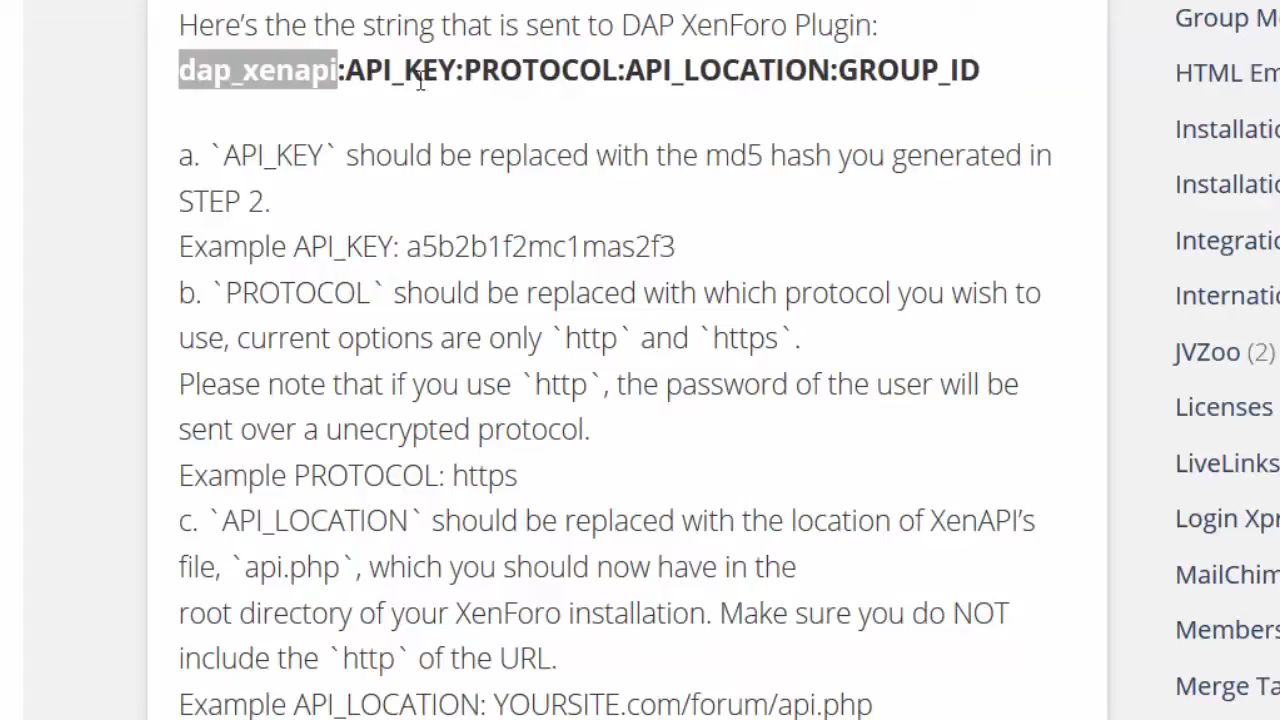 Here’s the the string that is sent to DAP XenForo Plugin:
dap_xenapi:API_KEY:PROTOCOL:API_LOCATION:GROUP_ID
a. `API_KEY` should be replaced with the md5 hash you generated in
STEP 2.
Example API_KEY: a5b2b1f2mc1mas2f3
b. `PROTOCOL` should be replaced with which protocol you wish to
use, current options are only `http` and `https`.
Please note that if you use `http`, the password of the user will be
sent over a unecrypted protocol.
Example PROTOCOL: https
c. `API_LOCATION` should be replaced with the location of XenAPI’s
file, `api.php`, which you should now have in the
root directory of your XenForo installation. Make sure you do NOT
include the `http` of the URL.
Example API_LOCATION: YOURSITE.com/forum/api.php
Group
HTML
JVZoo (2)
Licenses
LiveLinks
Login
Merge